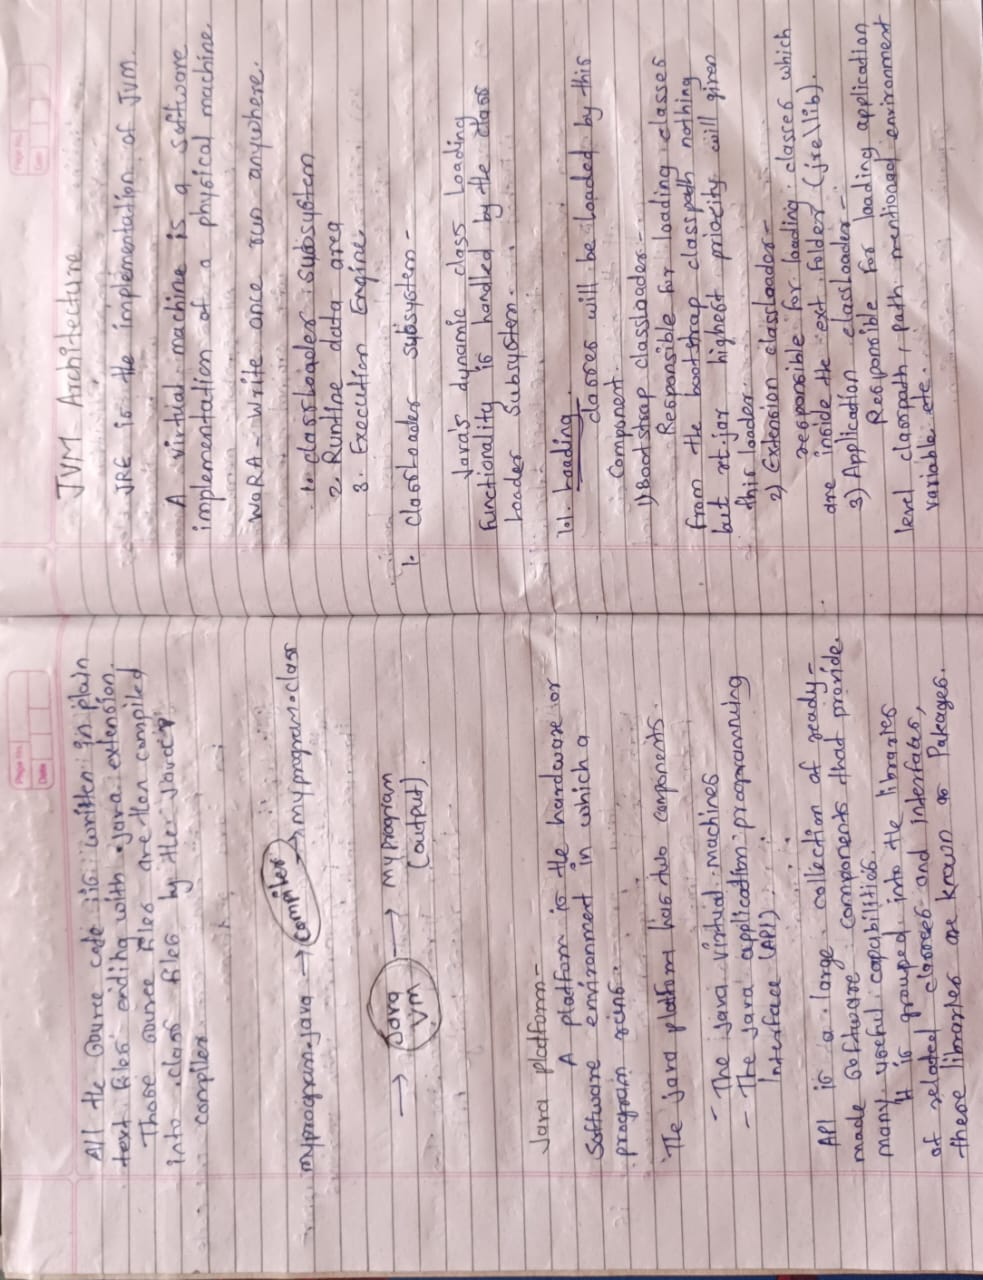 All the source code is written in plain
text files ending with .java extension.
Those source files are then compiled
into .class files by the javac
compiler
myprogram.java → compiler → myprogram.class
→ Java VM → myprogram
(output)
Java platform-
A platform is the hardware or
software environment in which a
program runs.
The java platform has two components.
- The java virtual machines
- The java application programming
Interface (API)
API is a large collection of ready-
made software components that provide
many useful capabilities.
It is grouped into the libraries
of related classes and interfaces,
these libraries are known as Pakages.
JVM Architecture
JRE is the implementation of JVM.
A virtual machine is a software
implementation of a physical machine.
WORA - Write once run anywhere.
1. classloader subsystem
2. Runtine data area
3. Execution Engine
1. classloader subsystem -
Java's dynamic class loading
functionality is handled by the class
Loader subsystem.
1.1. Loading
classes will be loaded by this
component.
1) Bootstrap classloader -
Responsible for loading classes
from the bootstrap classpath nothing
but rt.jar highest priority will given
this loader.
2) Extension classloader -
responsible for loading classes which
are inside the ext folder (jre\lib).
3) Application classloader -
Responsible for loading application
level classpath, path mentioned environment
variable etc.
Page No.
Date
Page No.
Date